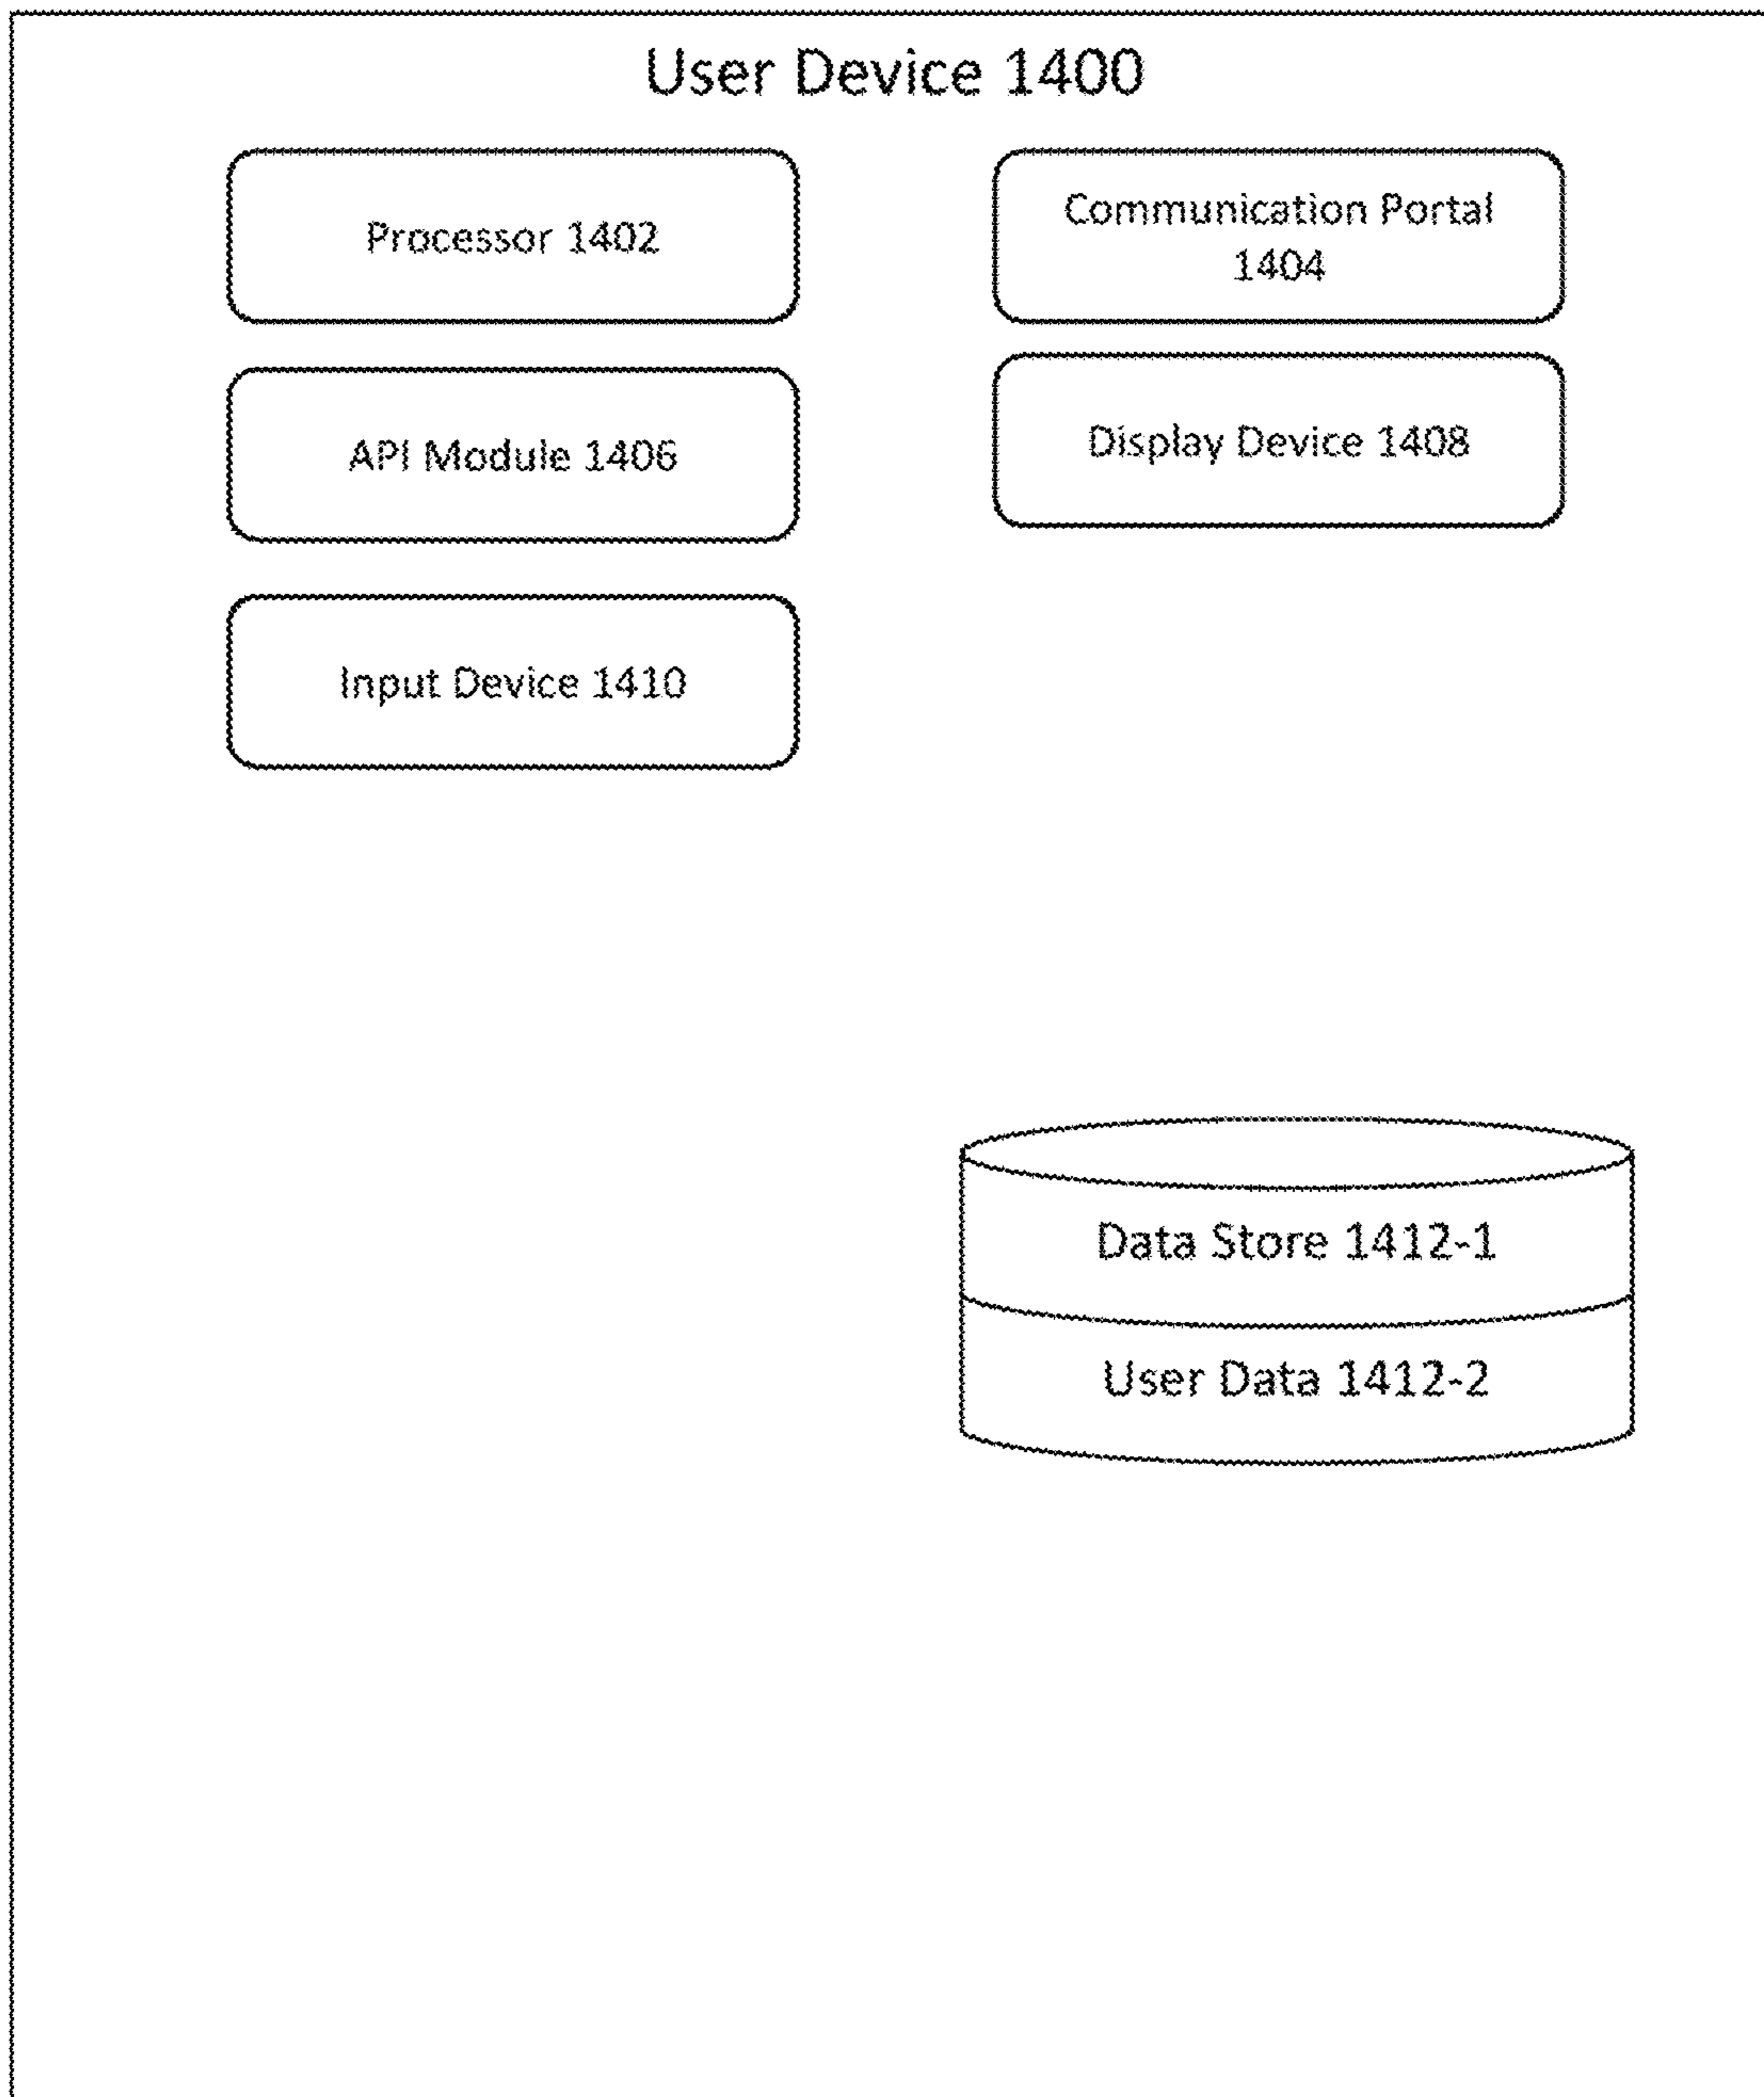 User Device 1400
Processor 1402
Communication Portal
1404
API Module 1406
Display Device 1408
Input Device 1410
Data Store 1412-1
User Data 1412-2